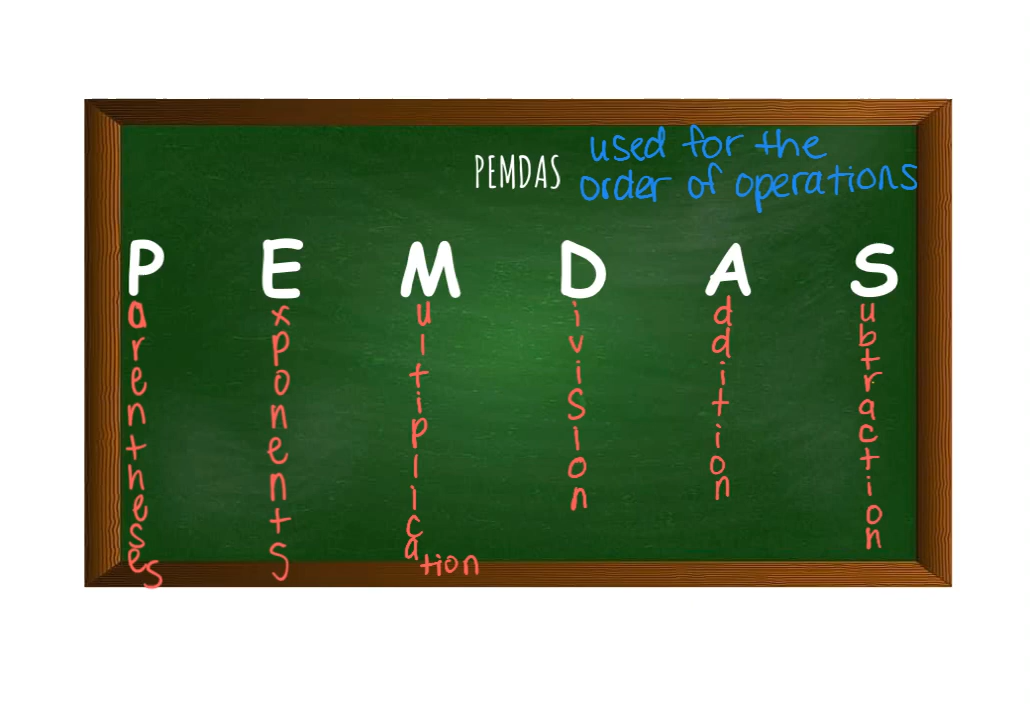 PEMDAS used for the
order of operations
Parentheses
Exponents
Multiplication
Division
Addition
Subtraction